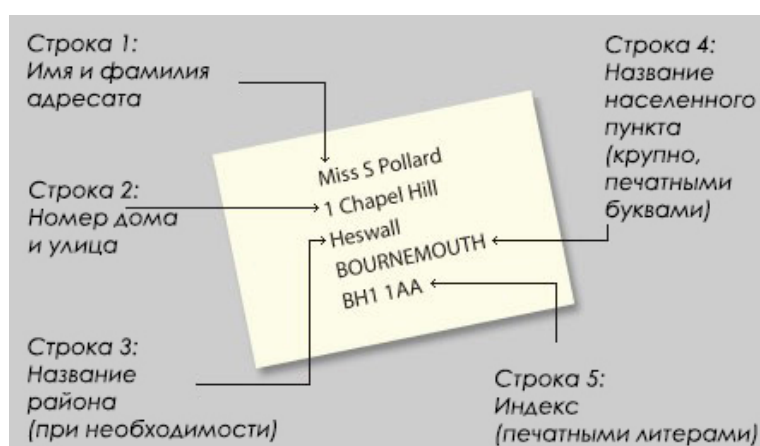 Строка 1:
Имя и фамилия
адресата
Строка 2:
Номер дома
и улица
Строка 3:
Название
района
(при необходимости)
Miss S Pollard
1 Chapel Hill
Heswall
BOURNEMOUTH
BH1 1AA
Строка 4:
Название
населенного
пункта
(крупно,
печатными
буквами)
Строка 5:
Индекс
(печатными литерами)